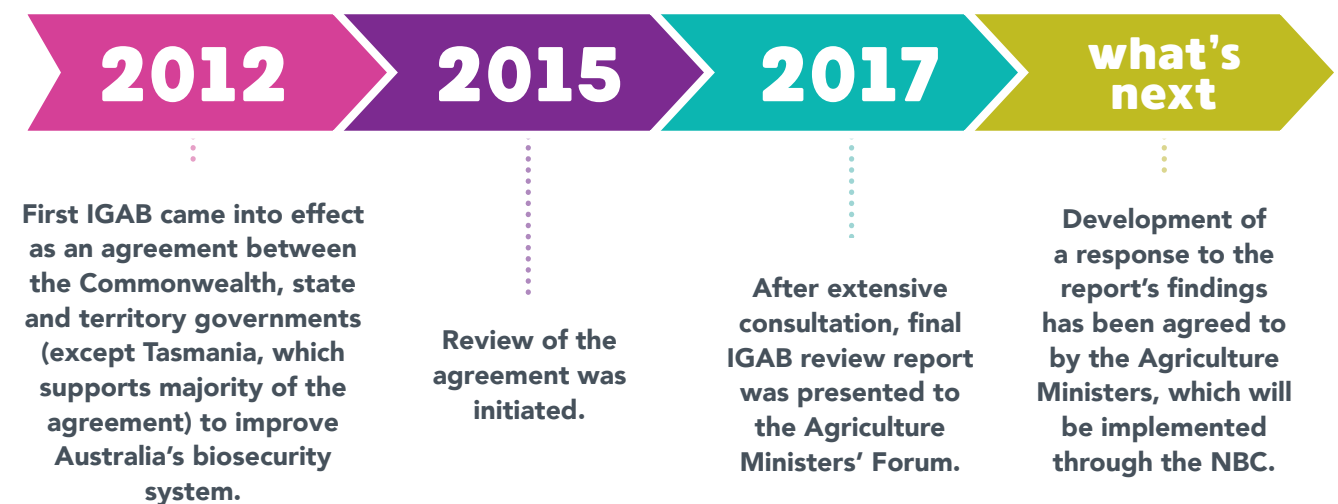 2012
2015
2017
what's
next
First IGAB came into effect
as an agreement between
the Commonwealth, state
and territory governments
(except Tasmania, which
supports majority of the
agreement) to improve
Australia's biosecurity
system.
Review of the
agreement was
initiated.
After extensive
consultation, final
IGAB review report
was presented to
the Agriculture
Ministers' Forum.
Development of
a response to the
report's findings
has been agreed to
by the Agriculture
Ministers, which will
be implemented
through the NBC.